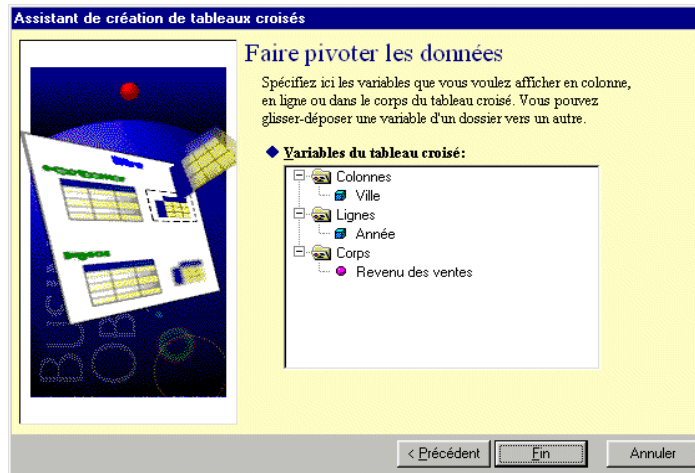 Assistant de création de tableaux croisés
Faire pivoter les données
Spécifiez ici les variables que vous voulez afficher en colonne,
en ligne ou dans le corps du tableau croisé. Vous pouvez
glisser-déposer une variable d'un dossier vers un autre.
Variables du tableau croisé:
Colonnes
Ville
Lignes
Année
Corps
Revenu des ventes
< Précédent
Fin
Annuler